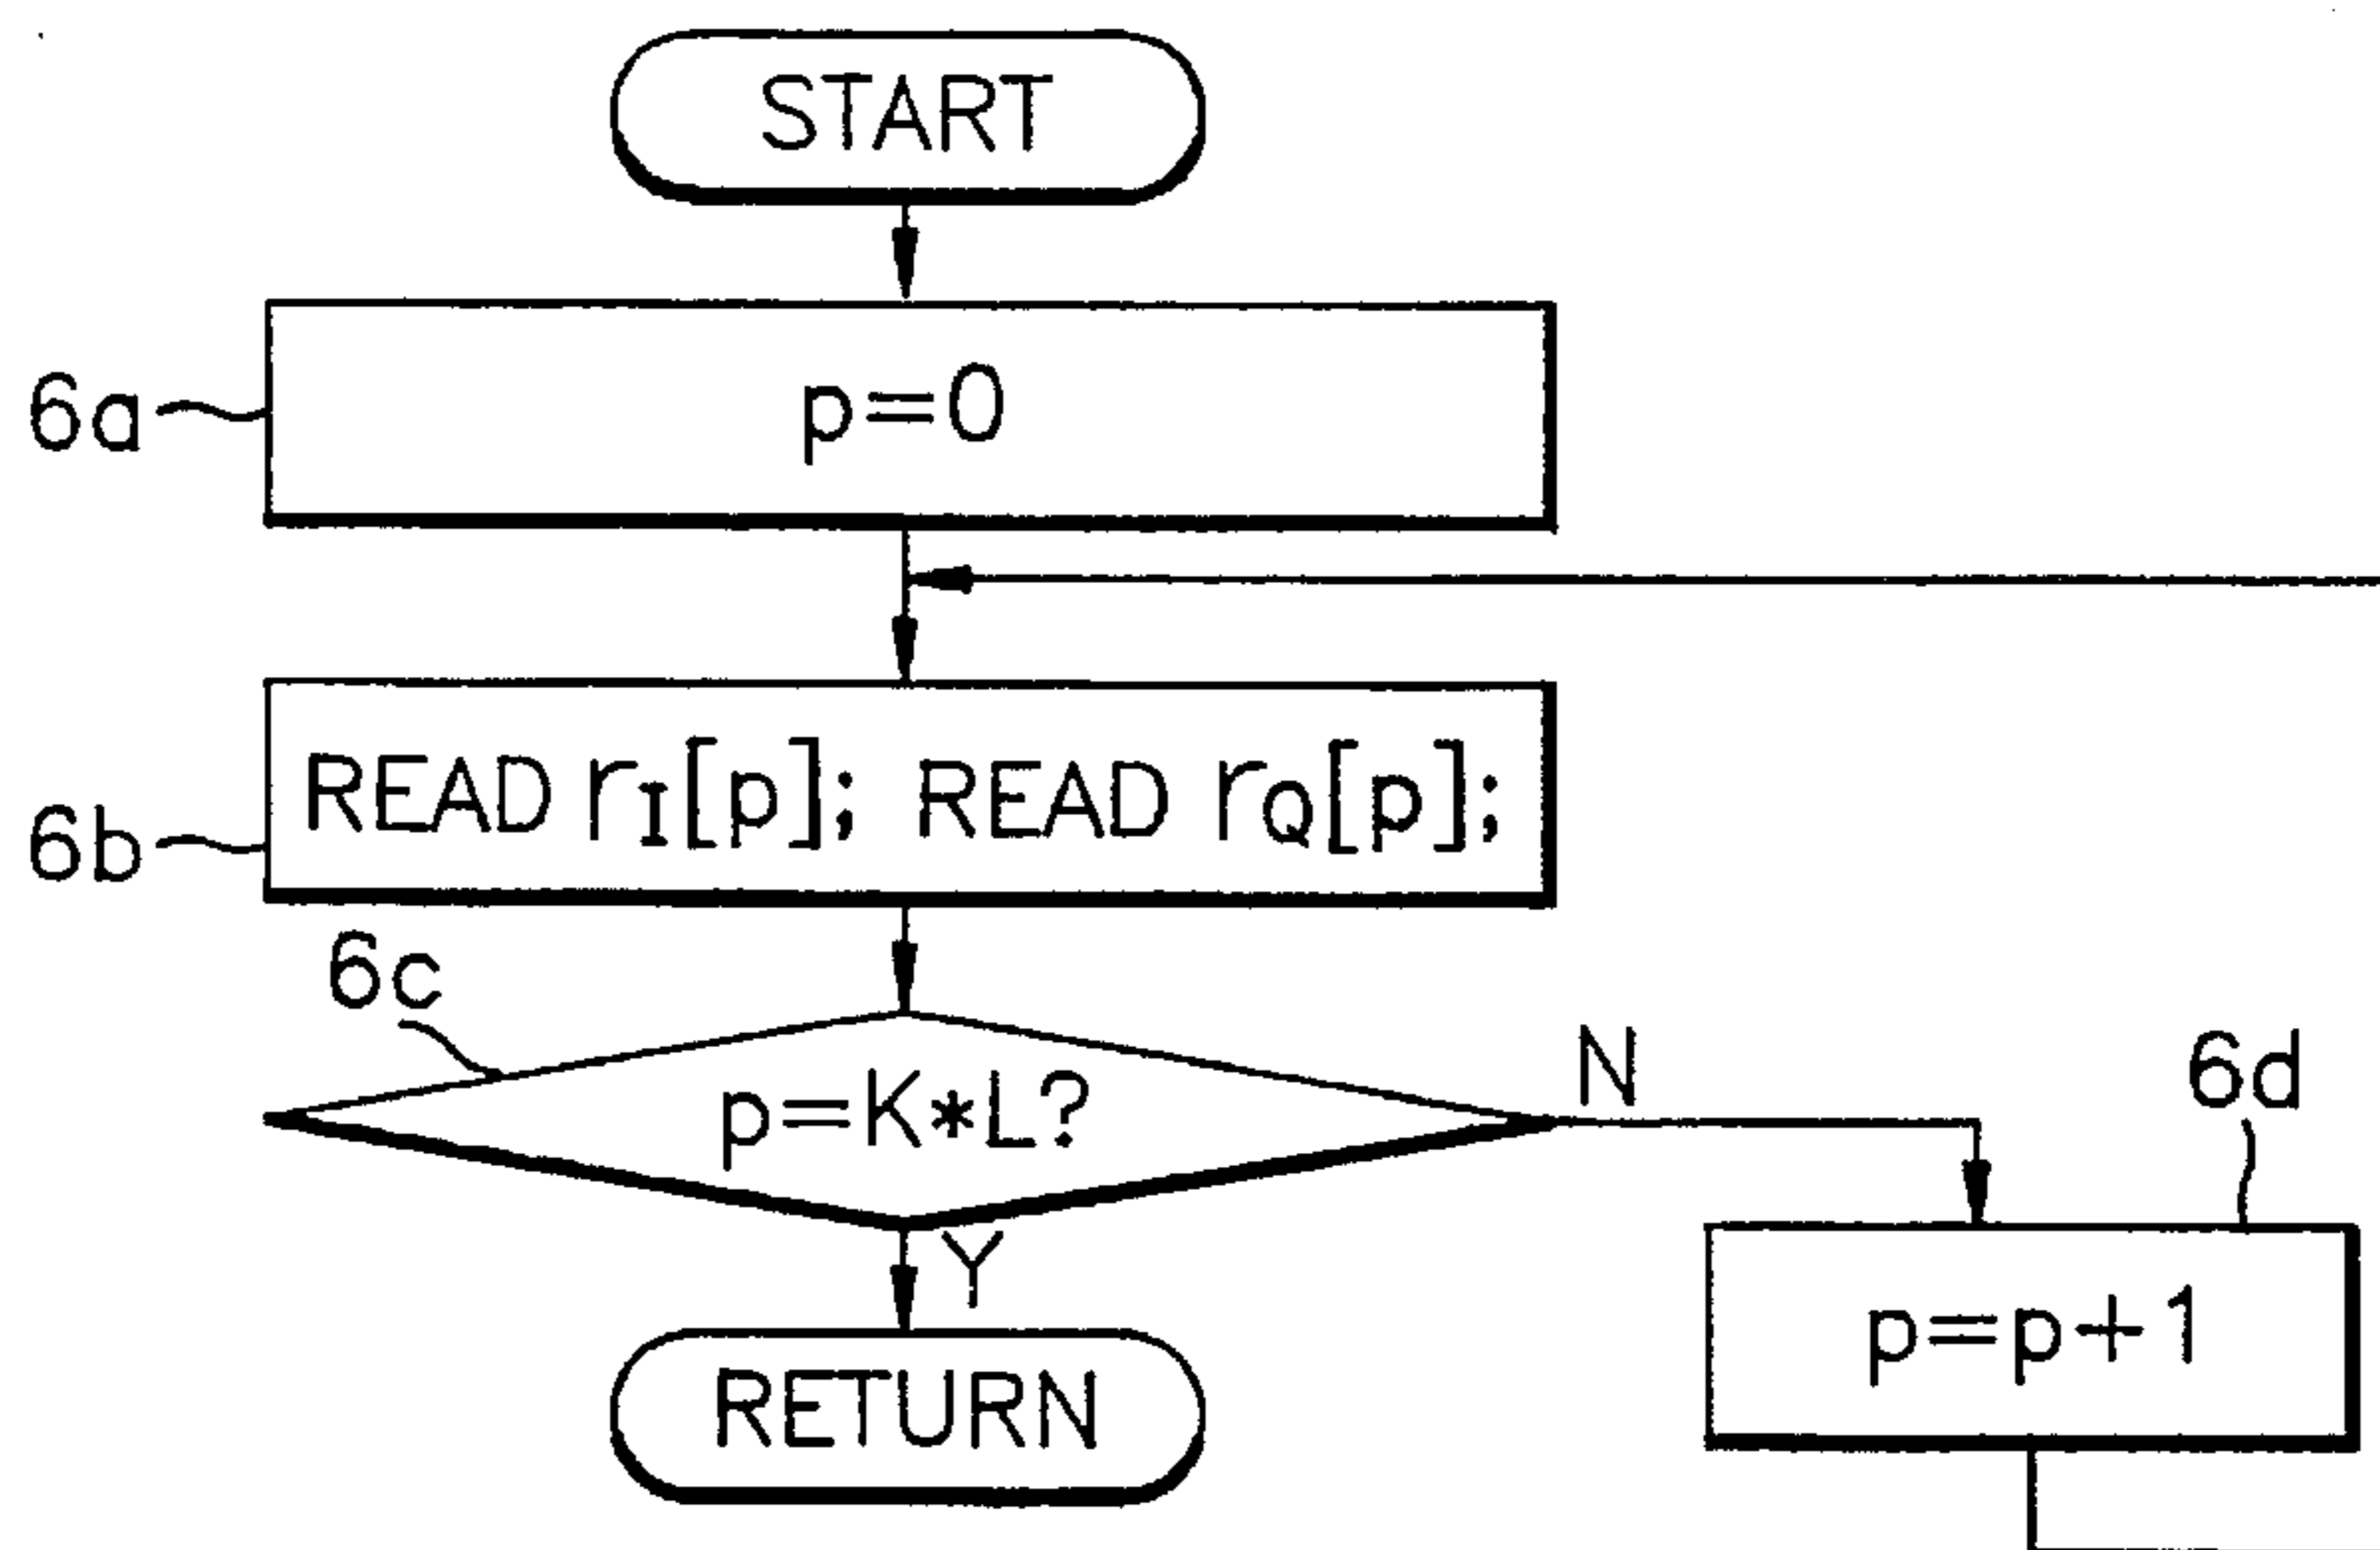 START
6a
p=0
6b
READ rI[p]; READ rQ[p];
6c
p=K*L?
N
6d
Y
p=p+1
RETURN